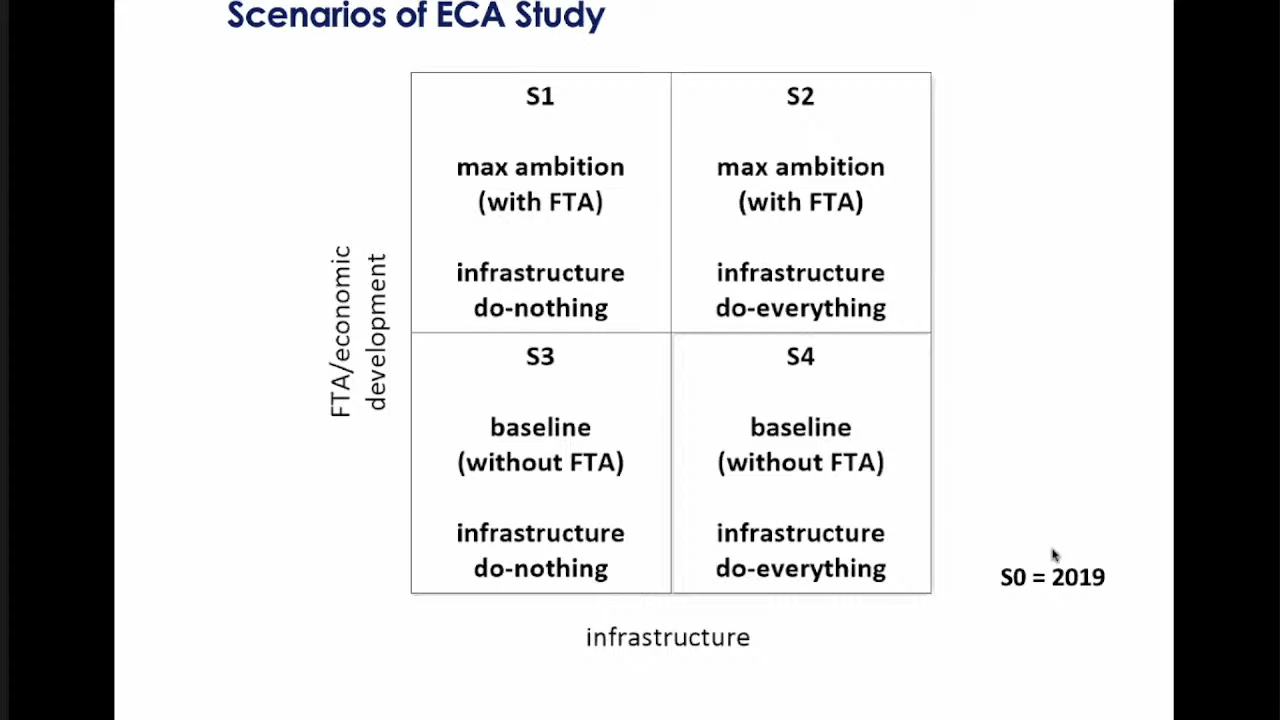 Scenarios of ECA Study
S1
max ambition
(with FTA)
infrastructure
do-nothing
S2
max ambition
(with FTA)
infrastructure
do-everything
FTA/economic
development
S3
baseline
(without FTA)
infrastructure
do-nothing
S4
baseline
(without FTA)
infrastructure
do-everything
S0 = 2019
infrastructure